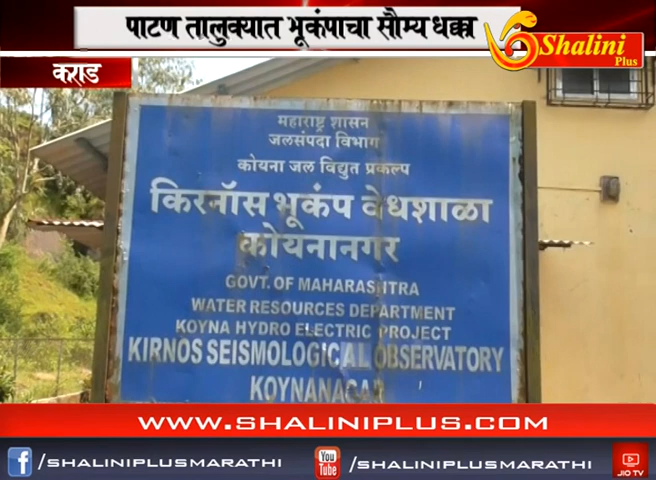 पाटण तालुक्यात भूकंपाचा सौम्य धक्का
Shalini
Plus
कराड
महाराष्ट्र शासन
जलसंपदा विभाग
कोयना जल विद्युत प्रकल्प
किरनॉस भूकंप वेधशाळा
कोयनानगर
GOVT. OF MAHARASHTRA
WATER RESOURCES DEPARTMENT
KOYNA HYDRO ELECTRIC PROJECT
KIRNOS SEISMOLOGICAL OBSERVATORY
KOYNANAGAR
WWW.SHALINIPLUS.COM
f /SHALINIPLUSMARATHI
You Tube /SHALINIPLUSMARATHI
JIO TV